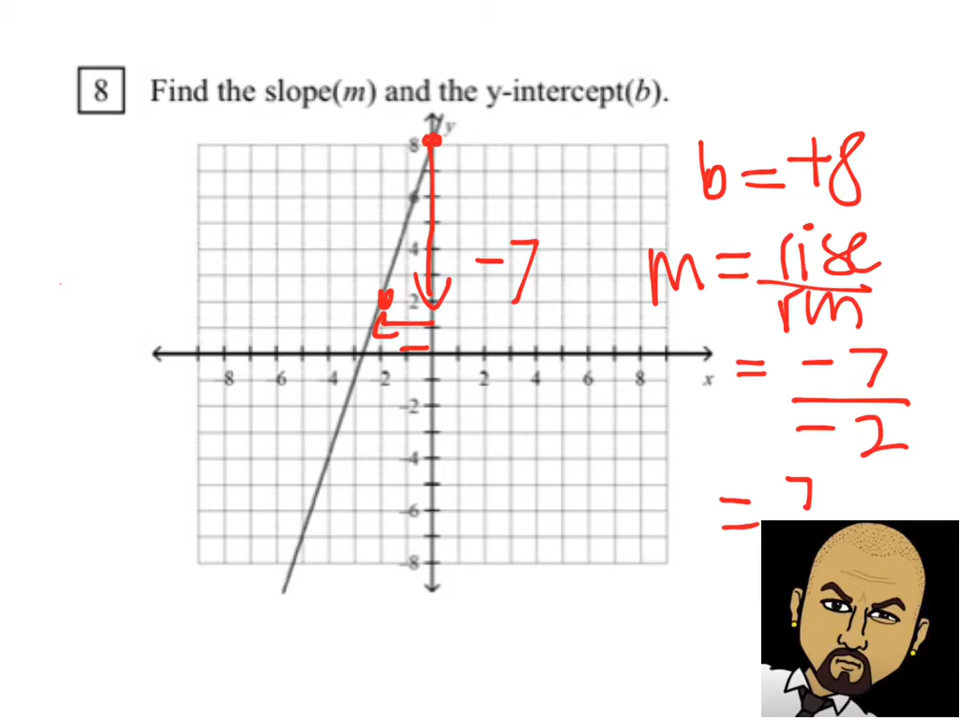 8 Find the slope(m) and the y-intercept(b).
y
8
b = +8
6
4
-7
m = rise
run
2
-
= -7
-8 6 -4 -2 2 4 6 8 x
-2
-2
-4
= 7
-6
-8